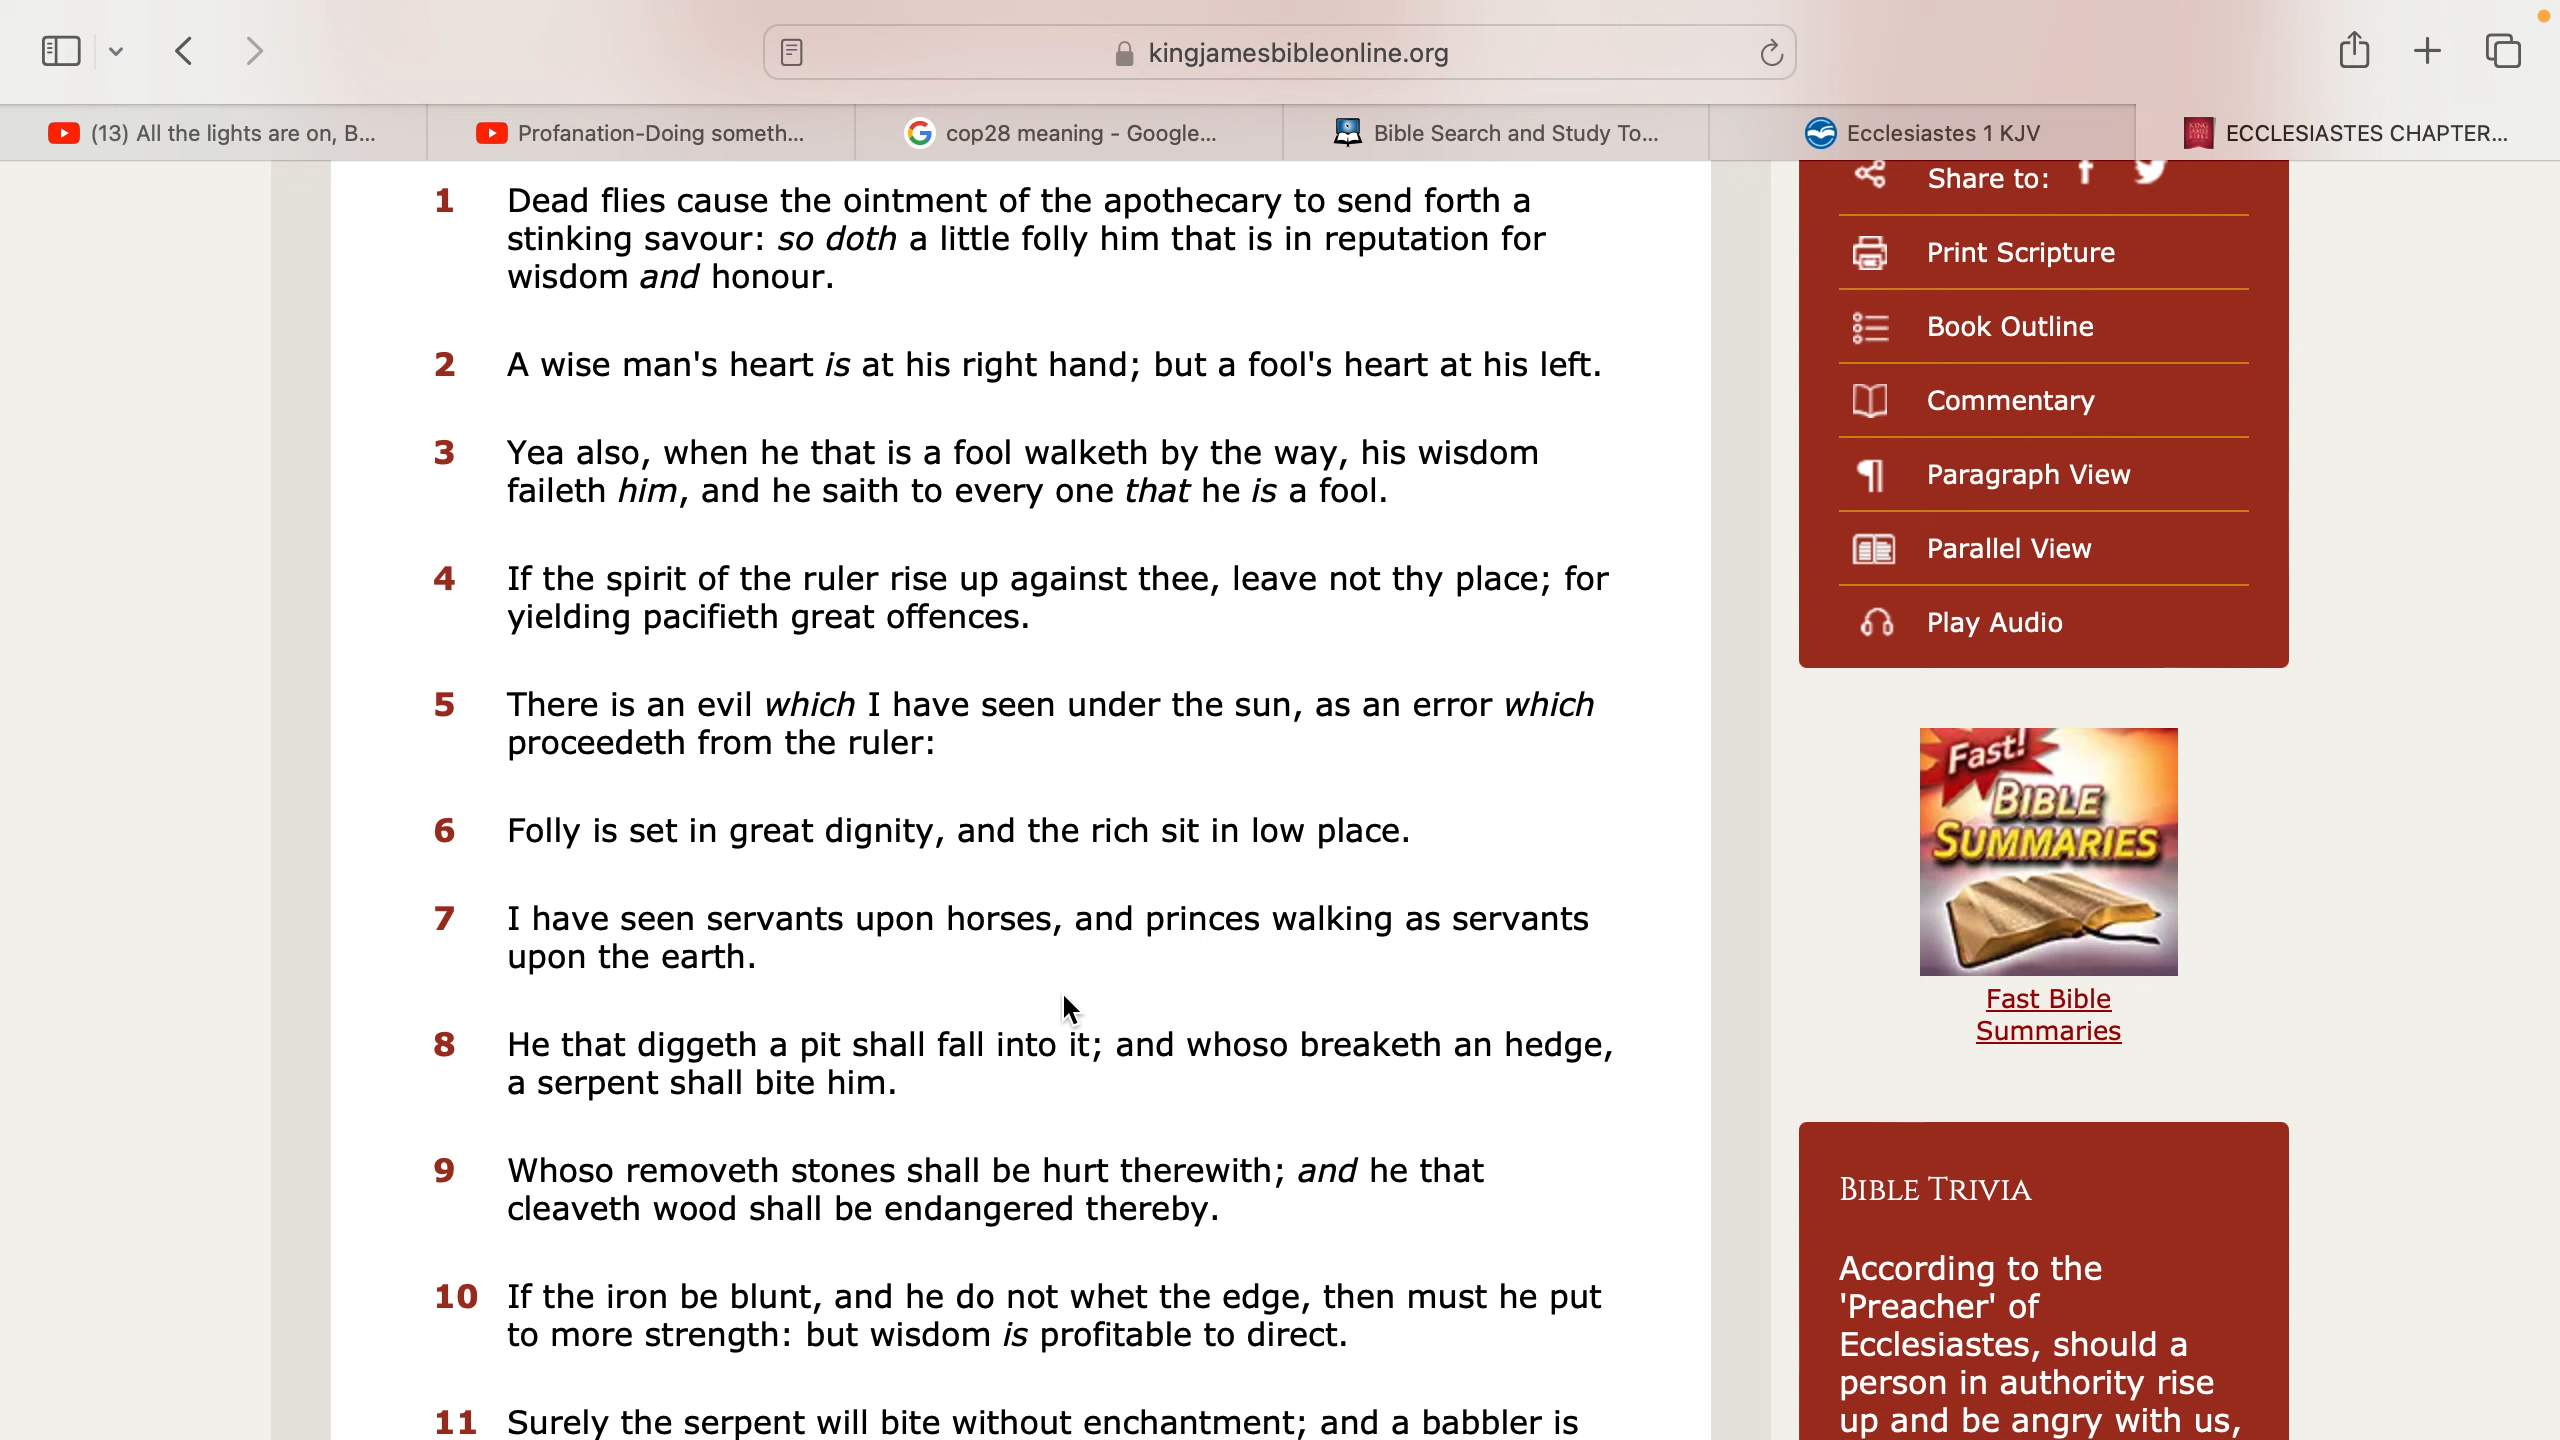 kingjamesbibleonline.org
(13) All the lights are on, B...
Profanation-Doing someth...
cop28 meaning - Google...
Bible Search and Study To...
Ecclesiastes 1 KJV
ECCLESIASTES CHAPTER...
1 Dead flies cause the ointment of the apothecary to send forth a
stinking savour: so doth a little folly him that is in reputation for
wisdom and honour.
2 A wise man's heart is at his right hand; but a fool's heart at his left.
3 Yea also, when he that is a fool walketh by the way, his wisdom
faileth him, and he saith to every one that he is a fool.
4 If the spirit of the ruler rise up against thee, leave not thy place; for
yielding pacifieth great offences.
5 There is an evil which I have seen under the sun, as an error which
proceedeth from the ruler:
6 Folly is set in great dignity, and the rich sit in low place.
7 I have seen servants upon horses, and princes walking as servants
upon the earth.
8 He that diggeth a pit shall fall into it; and whoso breaketh an hedge,
a serpent shall bite him.
9 Whoso removeth stones shall be hurt therewith; and he that
cleaveth wood shall be endangered thereby.
10 If the iron be blunt, and he do not whet the edge, then must he put
to more strength: but wisdom is profitable to direct.
11 Surely the serpent will bite without enchantment; and a babbler is
Share to:
Print Scripture
Book Outline
Commentary
Paragraph View
Parallel View
Play Audio
Fast!
BIBLE
SUMMARIES
Fast Bible
Summaries
BIBLE TRIVIA
According to the
'Preacher' of
Ecclesiastes, should a
person in authority rise
up and be angry with us,